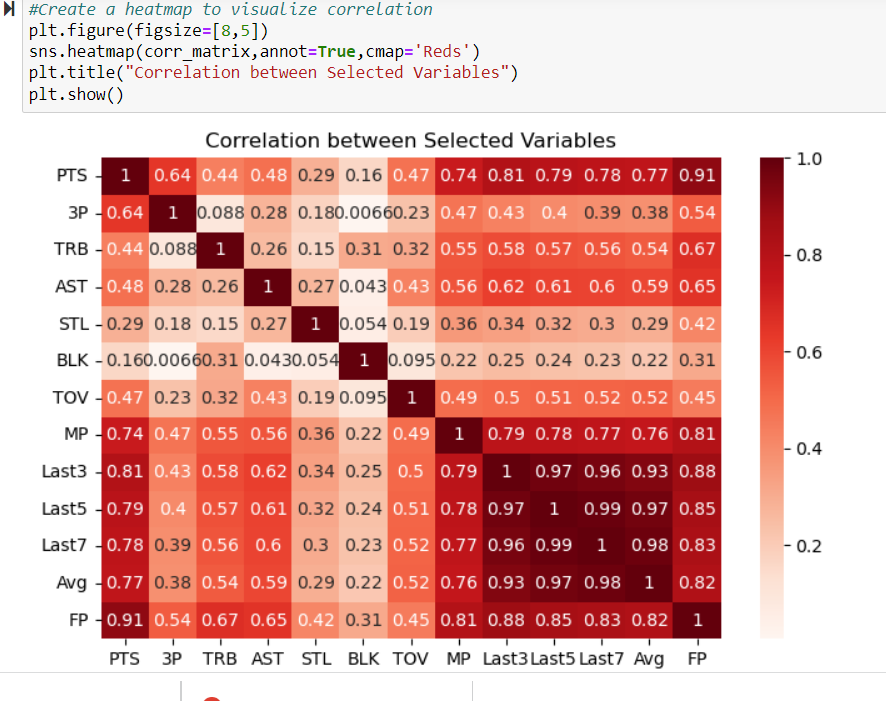 #Create a heatmap to visualize correlation
plt.figure(figsize=[8,5])
sns.heatmap(corr_matrix,annot=True,cmap='Reds')
plt.title("Correlation between Selected Variables")
plt.show()
Correlation between Selected Variables
PTS 1 0.64 0.44 0.48 0.29 0.16 0.47 0.74 0.81 0.79 0.78 0.77 0.91
3P 0.64 1 0.088 0.28 0.18 0.0066 0.23 0.47 0.43 0.4 0.39 0.38 0.54
TRB 0.44 0.088 1 0.26 0.15 0.31 0.32 0.55 0.58 0.57 0.56 0.54 0.67
AST 0.48 0.28 0.26 1 0.27 0.043 0.43 0.56 0.62 0.61 0.6 0.59 0.65
STL 0.29 0.18 0.15 0.27 1 0.054 0.19 0.36 0.34 0.32 0.3 0.29 0.42
BLK 0.16 0.0066 0.31 0.043 0.054 1 0.095 0.22 0.25 0.24 0.23 0.22 0.31
TOV 0.47 0.23 0.32 0.43 0.19 0.095 1 0.49 0.5 0.51 0.52 0.52 0.45
MP 0.74 0.47 0.55 0.56 0.36 0.22 0.49 1 0.79 0.78 0.77 0.76 0.81
Last3 0.81 0.43 0.58 0.62 0.34 0.25 0.5 0.79 1 0.97 0.96 0.93 0.88
Last5 0.79 0.4 0.57 0.61 0.32 0.24 0.51 0.78 0.97 1 0.99 0.97 0.85
Last7 0.78 0.39 0.56 0.6 0.3 0.23 0.52 0.77 0.96 0.99 1 0.98 0.83
Avg 0.77 0.38 0.54 0.59 0.29 0.22 0.52 0.76 0.93 0.97 0.98 1 0.82
FP 0.91 0.54 0.67 0.65 0.42 0.31 0.45 0.81 0.88 0.85 0.83 0.82 1
PTS 3P TRB AST STL BLK TOV MP Last3 Last5 Last7 Avg FP
1.0
0.8
0.6
0.4
0.2